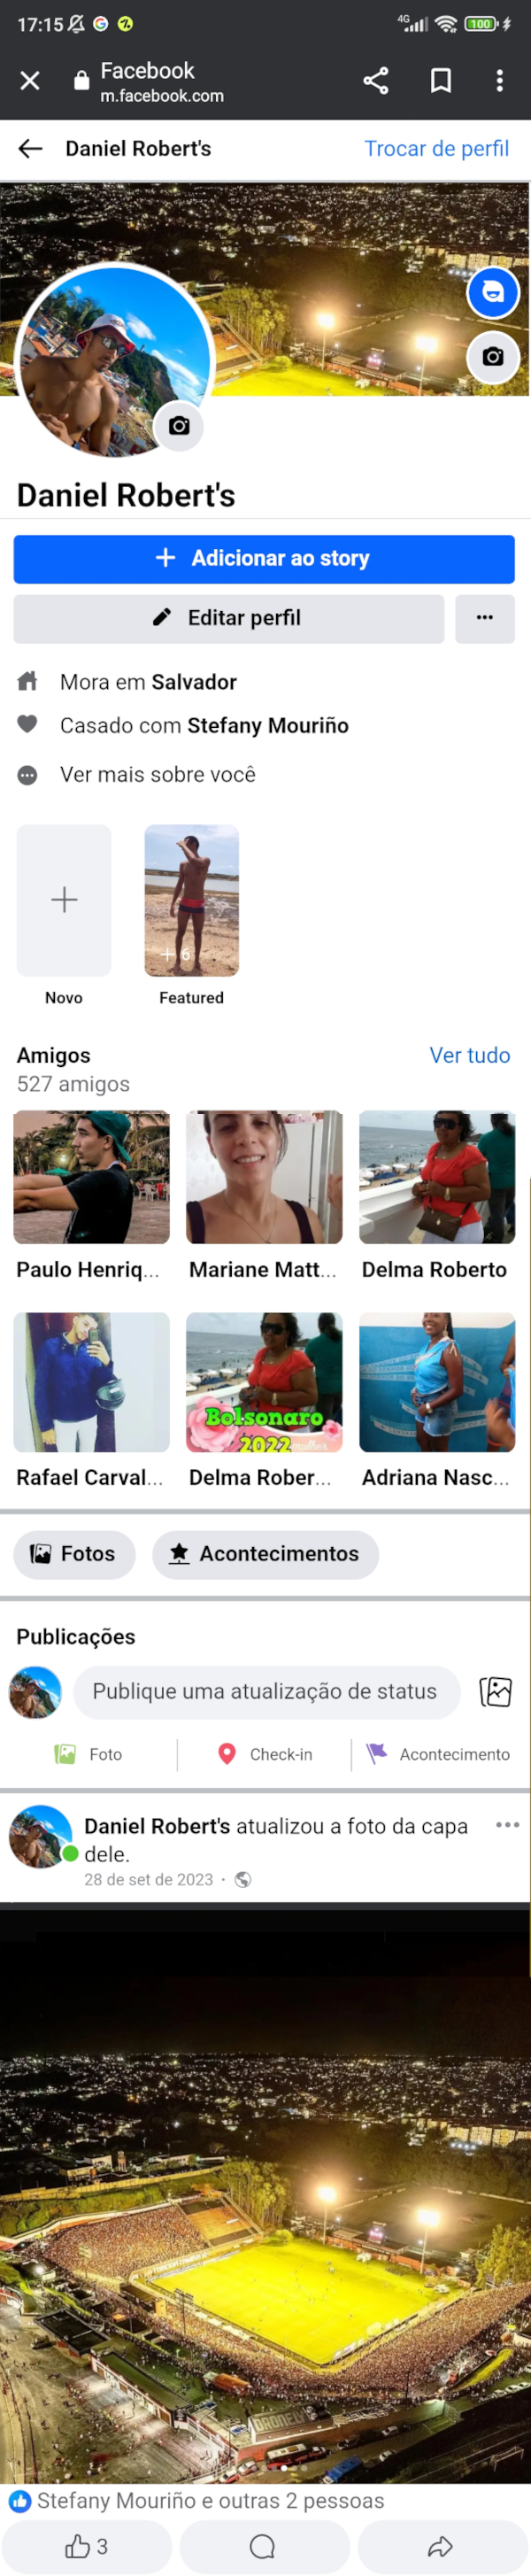 17:15
4G
100
Facebook
m.facebook.com
Daniel Robert's
Trocar de perfil
Daniel Robert's
+ Adicionar ao story
Editar perfil
Mora em Salvador
Casado com Stefany Mouriño
Ver mais sobre você
+ 6
Novo
Featured
Amigos
Ver tudo
527 amigos
Paulo Henriq...
Mariane Matt...
Delma Roberto
Bolsonaro
2022
mulher
Rafael Carval...
Delma Rober...
Adriana Nasc...
Fotos
Acontecimentos
Publicações
Publique uma atualização de status
Foto
Check-in
Acontecimento
Daniel Robert's atualizou a foto da capa
dele.
28 de set de 2023 ·
Stefany Mouriño e outras 2 pessoas
3